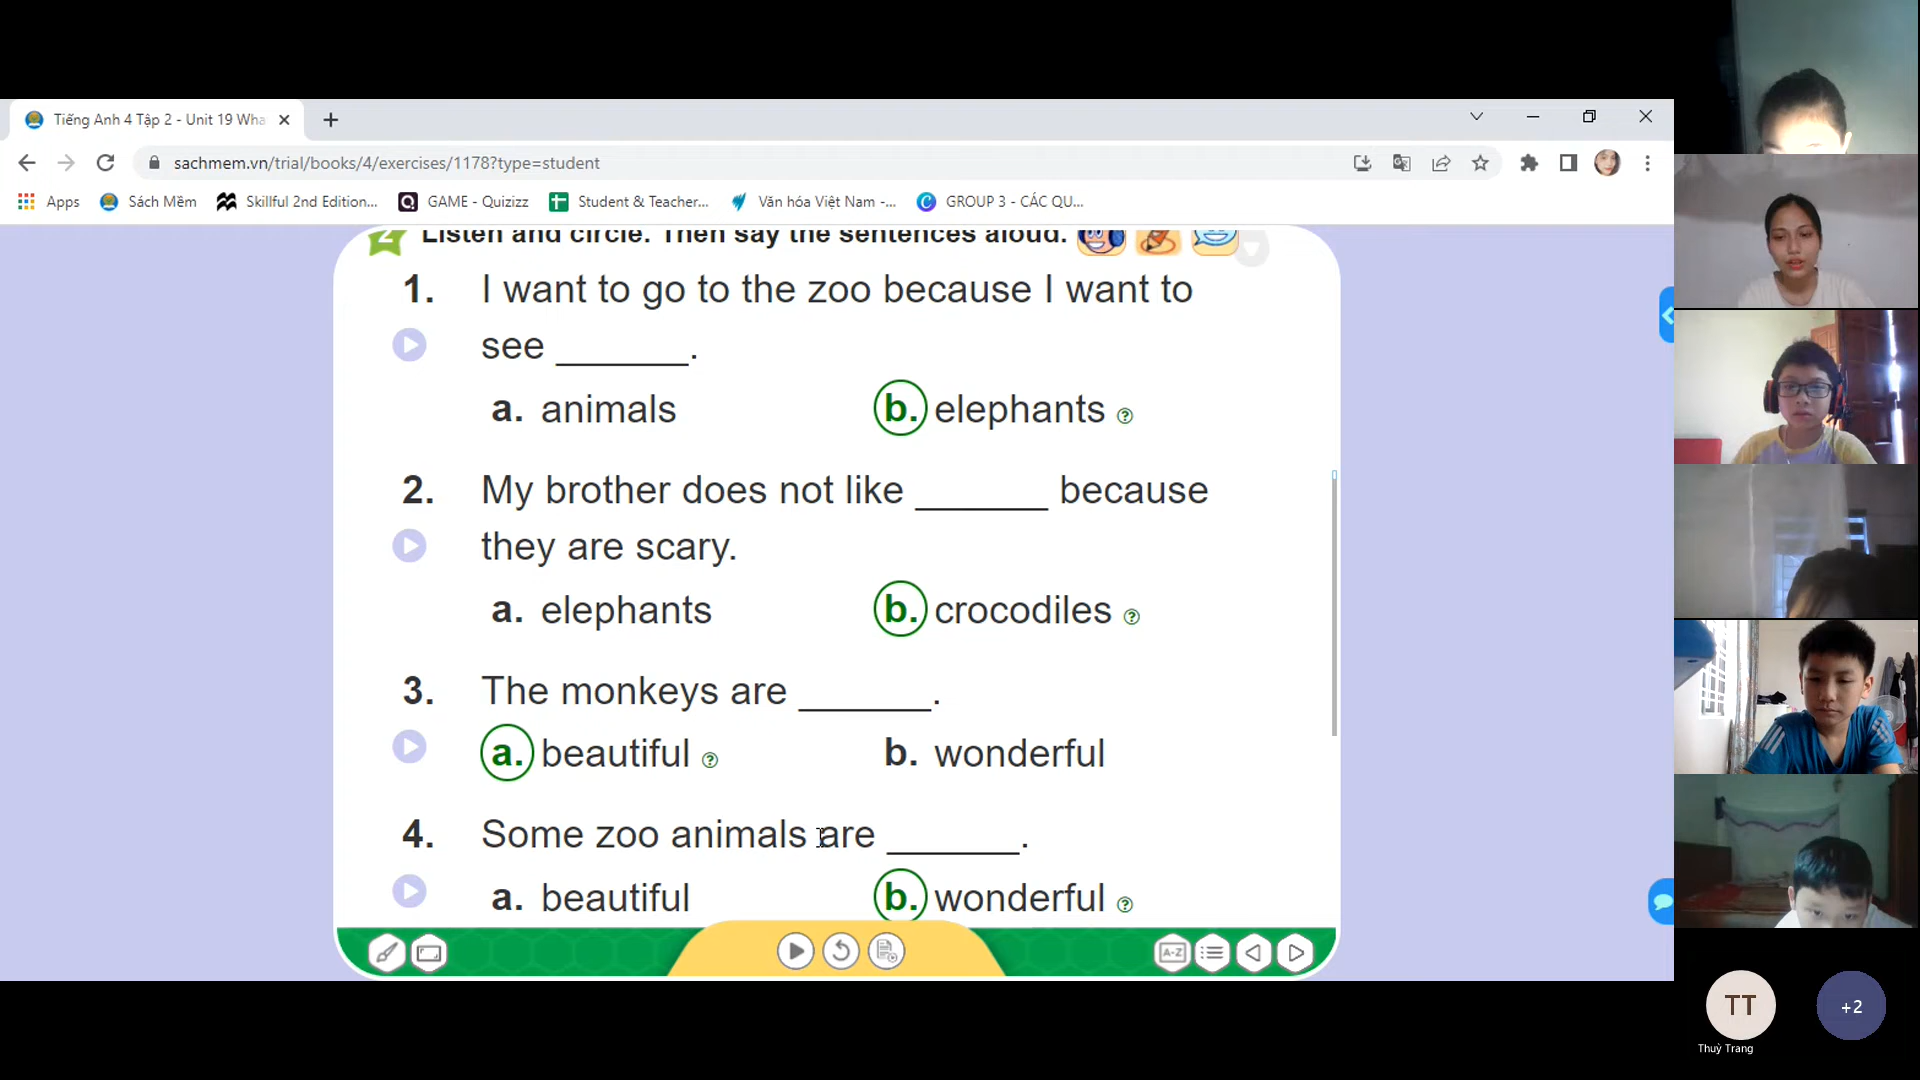 Tiếng Anh 4 Tập 2 - Unit 19 Wha
sachmem.vn/trial/books/4/exercises/1178?type=student
Apps Sách Mềm Skillful 2nd Edition... GAME - Quizizz Student & Teacher... Văn hóa Việt Nam -... GROUP 3 - CÁC QU...
2 Listen and circle. Then say the sentences aloud.
1. I want to go to the zoo because I want to
see _______.
a. animals b. elephants ?
2. My brother does not like _______ because
they are scary.
a. elephants b. crocodiles ?
3. The monkeys are _______.
a. beautiful ? b. wonderful
4. Some zoo animals are _______.
a. beautiful b. wonderful ?
A-Z
TT
+2
Thuỳ Trang